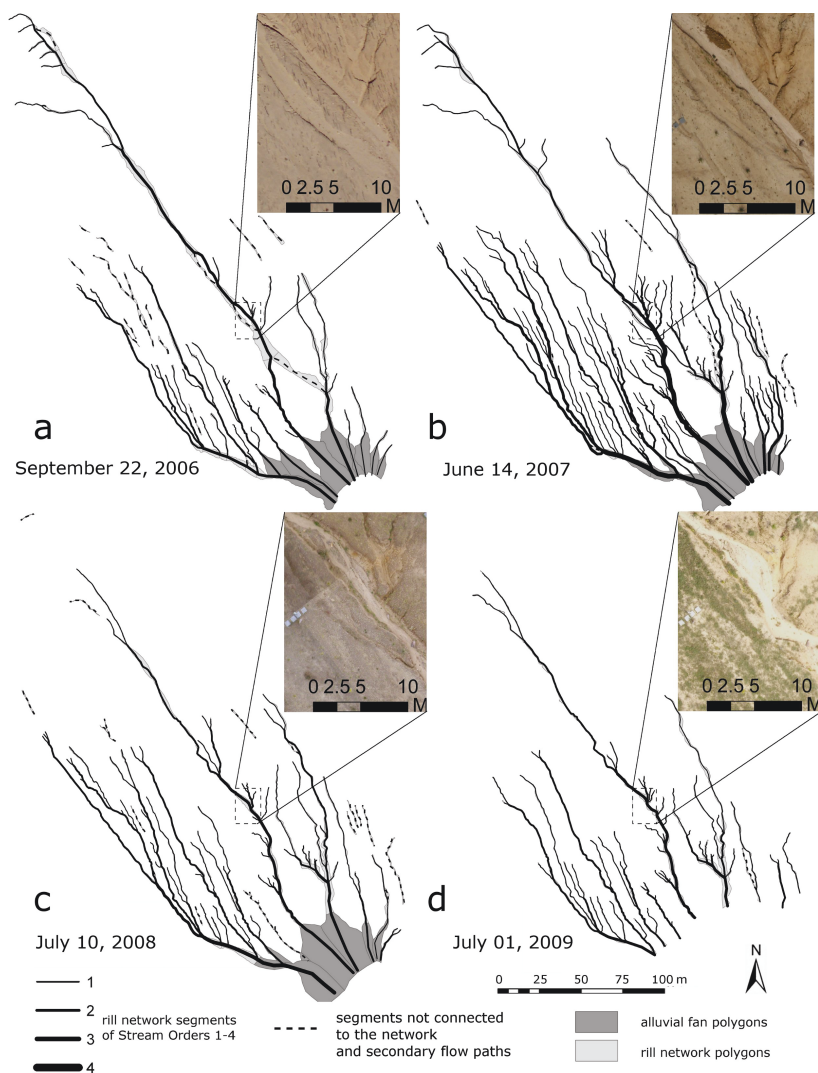 0 2.5 5 10
M
0 2.5 5 10
M
a
September 22, 2006
b
June 14, 2007
0 2.5 5 10
M
0 2.5 5 10
M
c
July 10, 2008
d
July 01, 2009
1
2
3
4
rill network segments
of Stream Orders 1-4
segments not connected
to the network
and secondary flow paths
0 25 50 75 100 m
N
alluvial fan polygons
rill network polygons